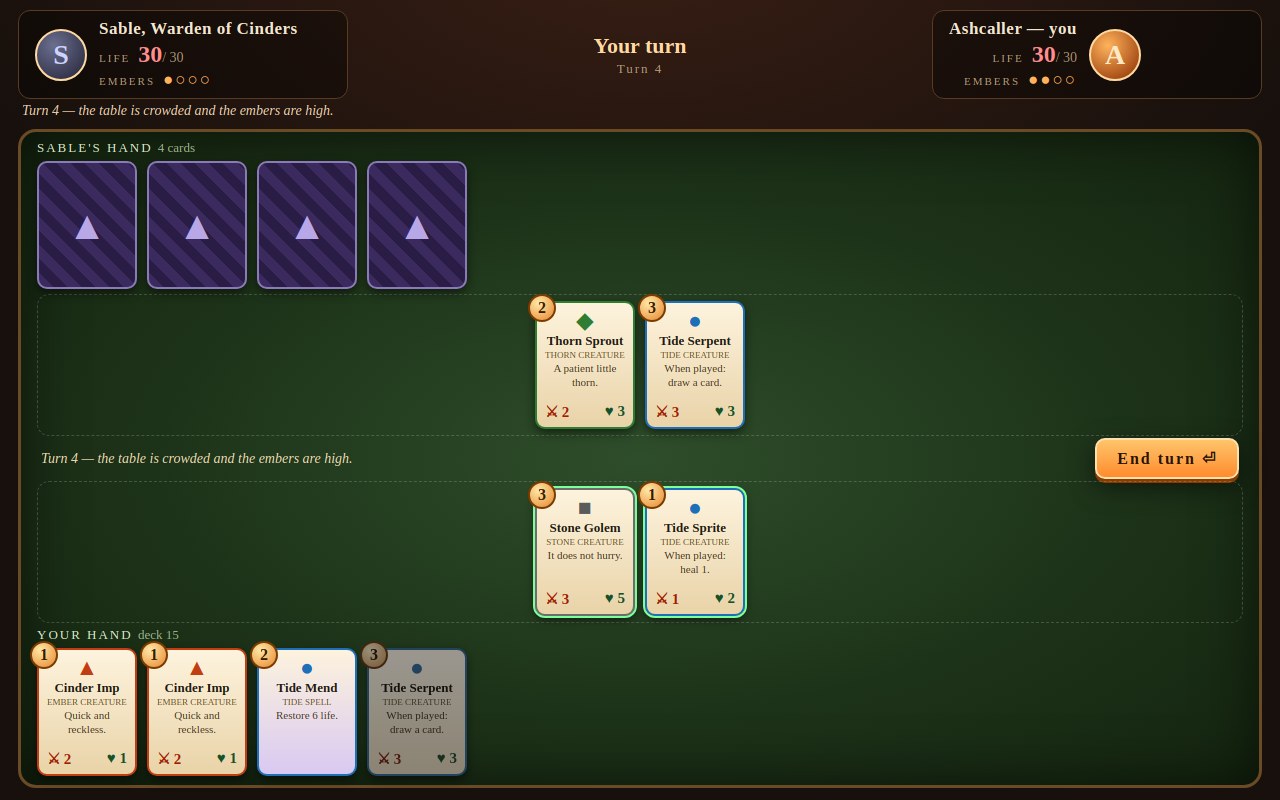 S
Sable, Warden of Cinders
LIFE 30 / 30
EMBERS
Your turn
Turn 4
Ashcaller — you
LIFE 30 / 30
EMBERS
A
Turn 4 — the table is crowded and the embers are high.
SABLE'S HAND 4 cards
2
Thorn Sprout
THORN CREATURE
A patient little
thorn.
⚔ 2 ♥ 3
3
Tide Serpent
TIDE CREATURE
When played:
draw a card.
⚔ 3 ♥ 3
Turn 4 — the table is crowded and the embers are high.
End turn ⏎
3
Stone Golem
STONE CREATURE
It does not hurry.
⚔ 3 ♥ 5
1
Tide Sprite
TIDE CREATURE
When played:
heal 1.
⚔ 1 ♥ 2
YOUR HAND deck 15
1
Cinder Imp
EMBER CREATURE
Quick and
reckless.
⚔ 2 ♥ 1
1
Cinder Imp
EMBER CREATURE
Quick and
reckless.
⚔ 2 ♥ 1
2
Tide Mend
TIDE SPELL
Restore 6 life.
3
Tide Serpent
TIDE CREATURE
When played:
draw a card.
⚔ 3 ♥ 3